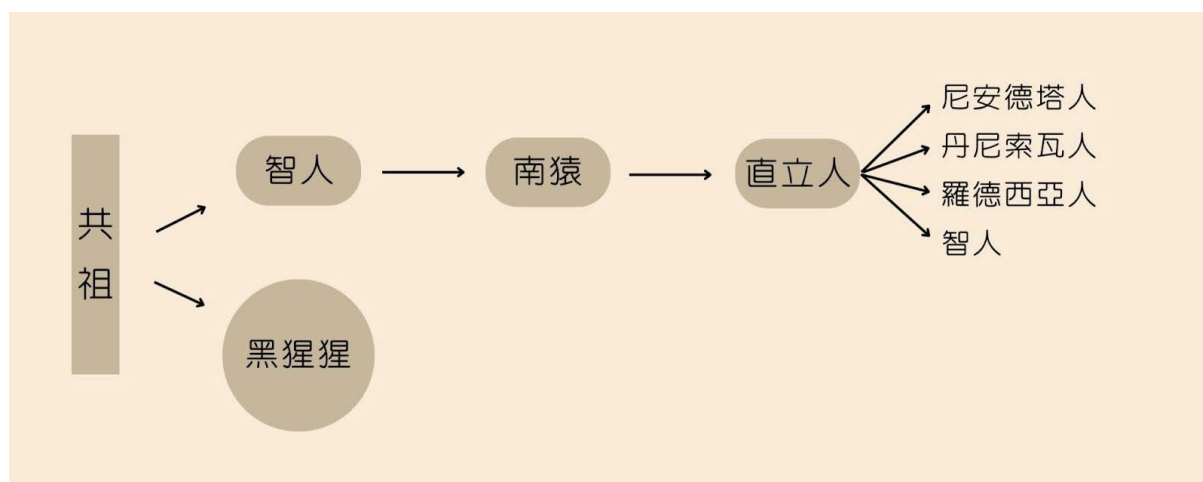 共祖
智人
南猿
直立人
尼安德塔人
丹尼索瓦人
羅德西亞人
智人
黑猩猩